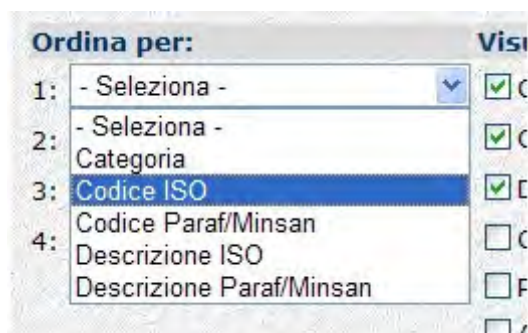 Ordina per:
1: - Seleziona -
2: - Seleziona -
Categoria
3: Codice ISO
Codice Paraf/Minsan
4: Descrizione ISO
Descrizione Paraf/Minsan